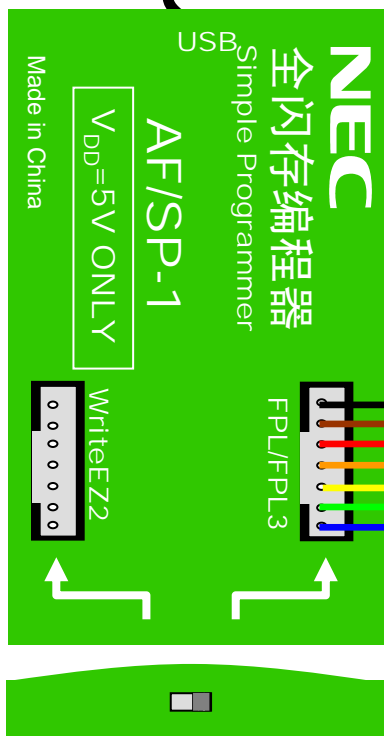 USB
NEC
全闪存编程器
Simple Programmer
AF/SP-1
VDD=5V ONLY
Made in China
WriteEZ2
FPL/FPL3